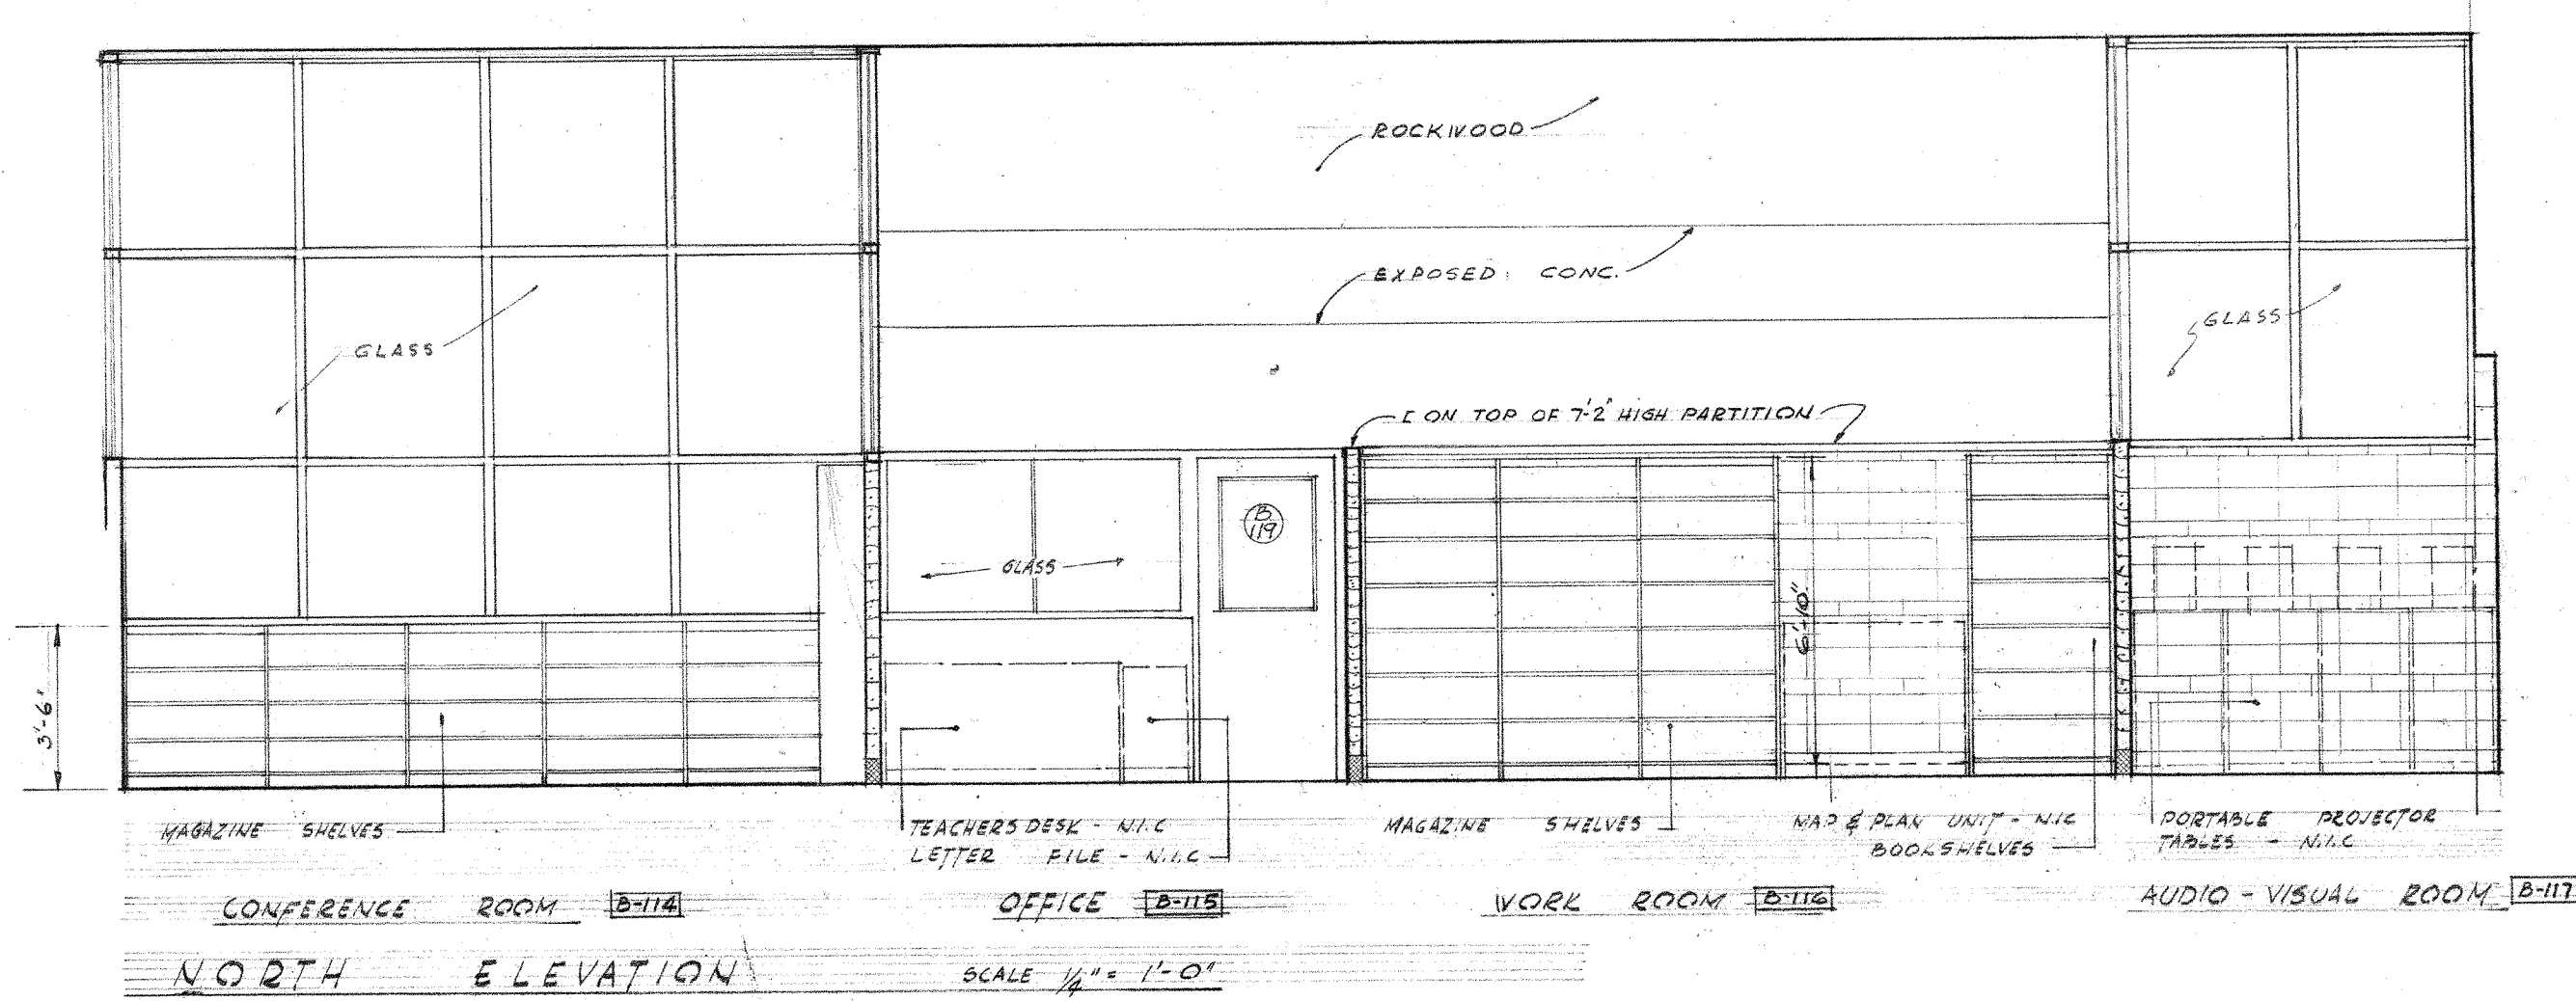 ROCKWOOD
EXPOSED CONC.
GLASS
GLASS
[ ON TOP OF 7'-2" HIGH PARTITION
B
119
GLASS
6'-10"
3'-6"
MAGAZINE SHELVES
TEACHERS DESK - N.I.C
LETTER FILE - N.I.C
MAGAZINE SHELVES
MAP & PLAN UNIT - N.I.C
BOOKSHELVES
PORTABLE PROJECTOR
TABLES - N.I.C
CONFERENCE ROOM B-114
OFFICE B-115
WORK ROOM B-116
AUDIO - VISUAL ROOM B-117
NORTH ELEVATION SCALE 1/4" = 1'-0"